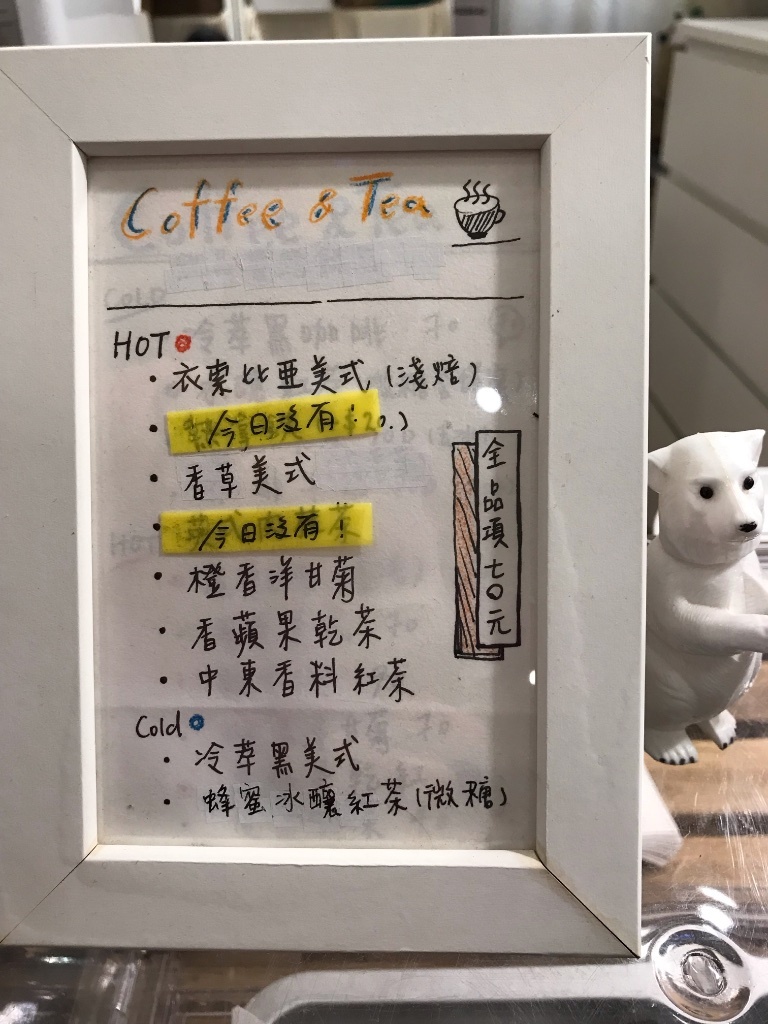 Coffee & Tea
HOT
・衣索比亞美式(淺焙)
・今日沒有! $20.)
・香草美式
・今日沒有!
・橙香洋甘菊
・香蘋果乾茶
・中東香料紅茶
全品項七〇元
Cold
・冷萃黑美式
・蜂蜜冰釀紅茶(微糖)